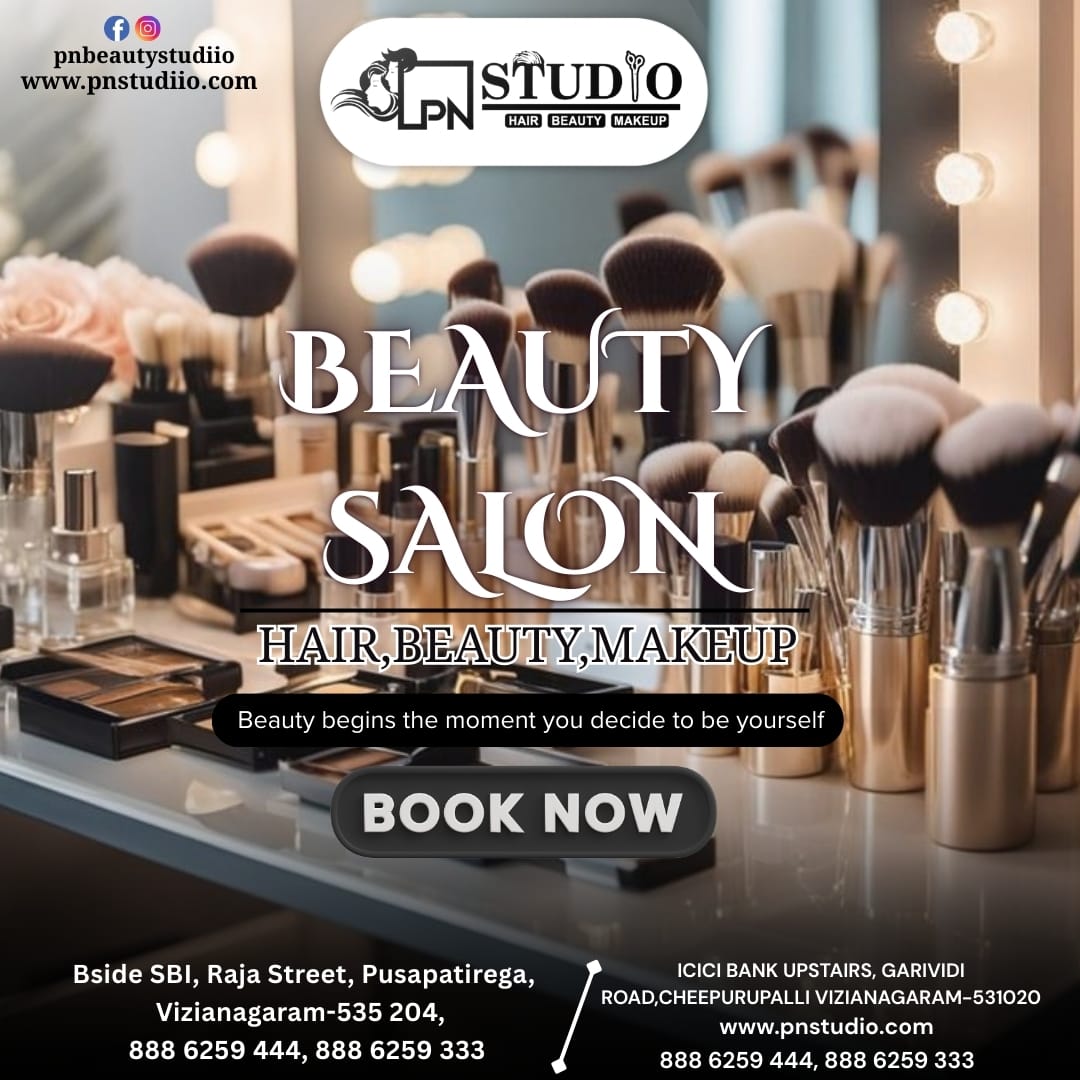 pnbeautystudiio
www.pnstudiio.com
PN STUDIO
HAIR BEAUTY MAKEUP
BEAUTY
SALON
HAIR,BEAUTY,MAKEUP
Beauty begins the moment you decide to be yourself
BOOK NOW
Bside SBI, Raja Street, Pusapatirega,
Vizianagaram-535 204,
888 6259 444, 888 6259 333
ICICI BANK UPSTAIRS, GARIVIDI
ROAD,CHEEPURUPALLI VIZIANAGARAM-531020
www.pnstudio.com
888 6259 444, 888 6259 333